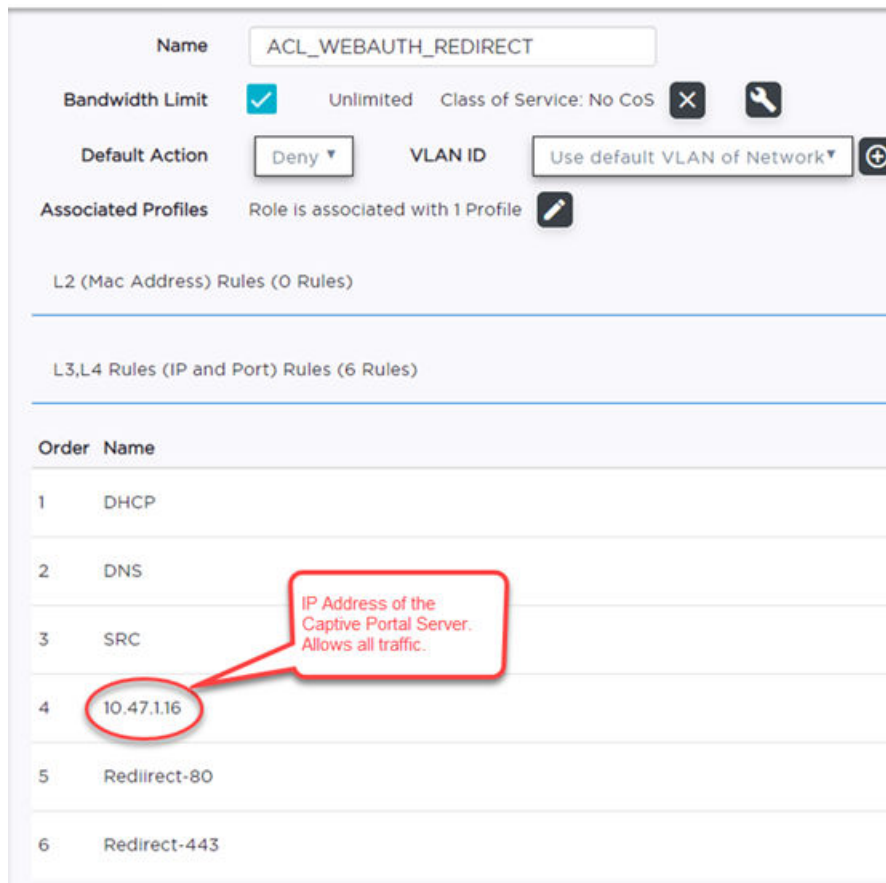 Name ACL_WEBAUTH_REDIRECT
Bandwidth Limit Unlimited Class of Service: No CoS
Default Action Deny VLAN ID Use default VLAN of Network
Associated Profiles Role is associated with 1 Profile
L2 (Mac Address) Rules (0 Rules)
L3,L4 Rules (IP and Port) Rules (6 Rules)
Order Name
1 DHCP
2 DNS
IP Address of the
Captive Portal Server.
Allows all traffic.
3 SRC
4 10.47.1.16
5 Rediirect-80
6 Redirect-443